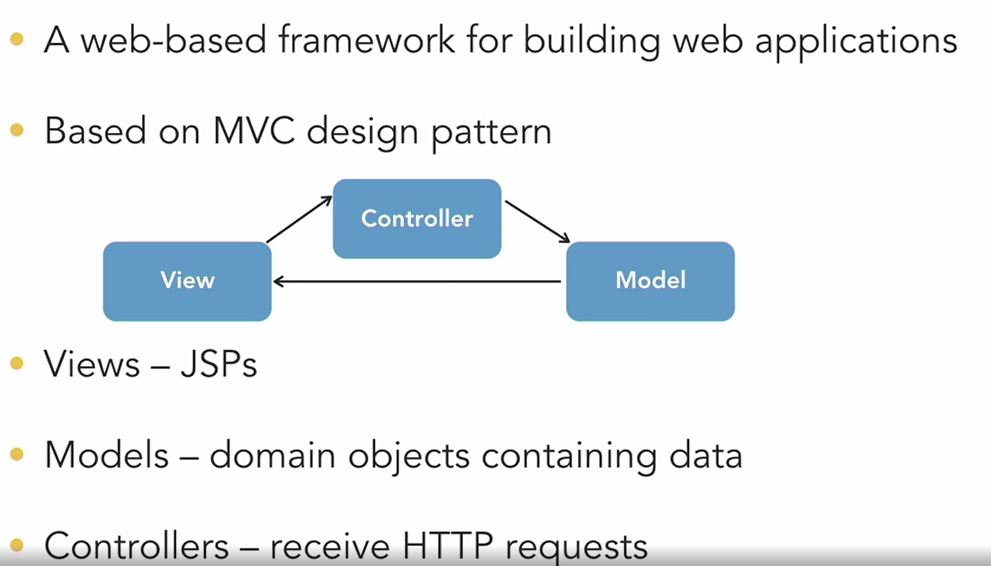 • A web-based framework for building web applications
• Based on MVC design pattern
Controller
View
Model
• Views – JSPs
• Models – domain objects containing data
• Controllers – receive HTTP requests